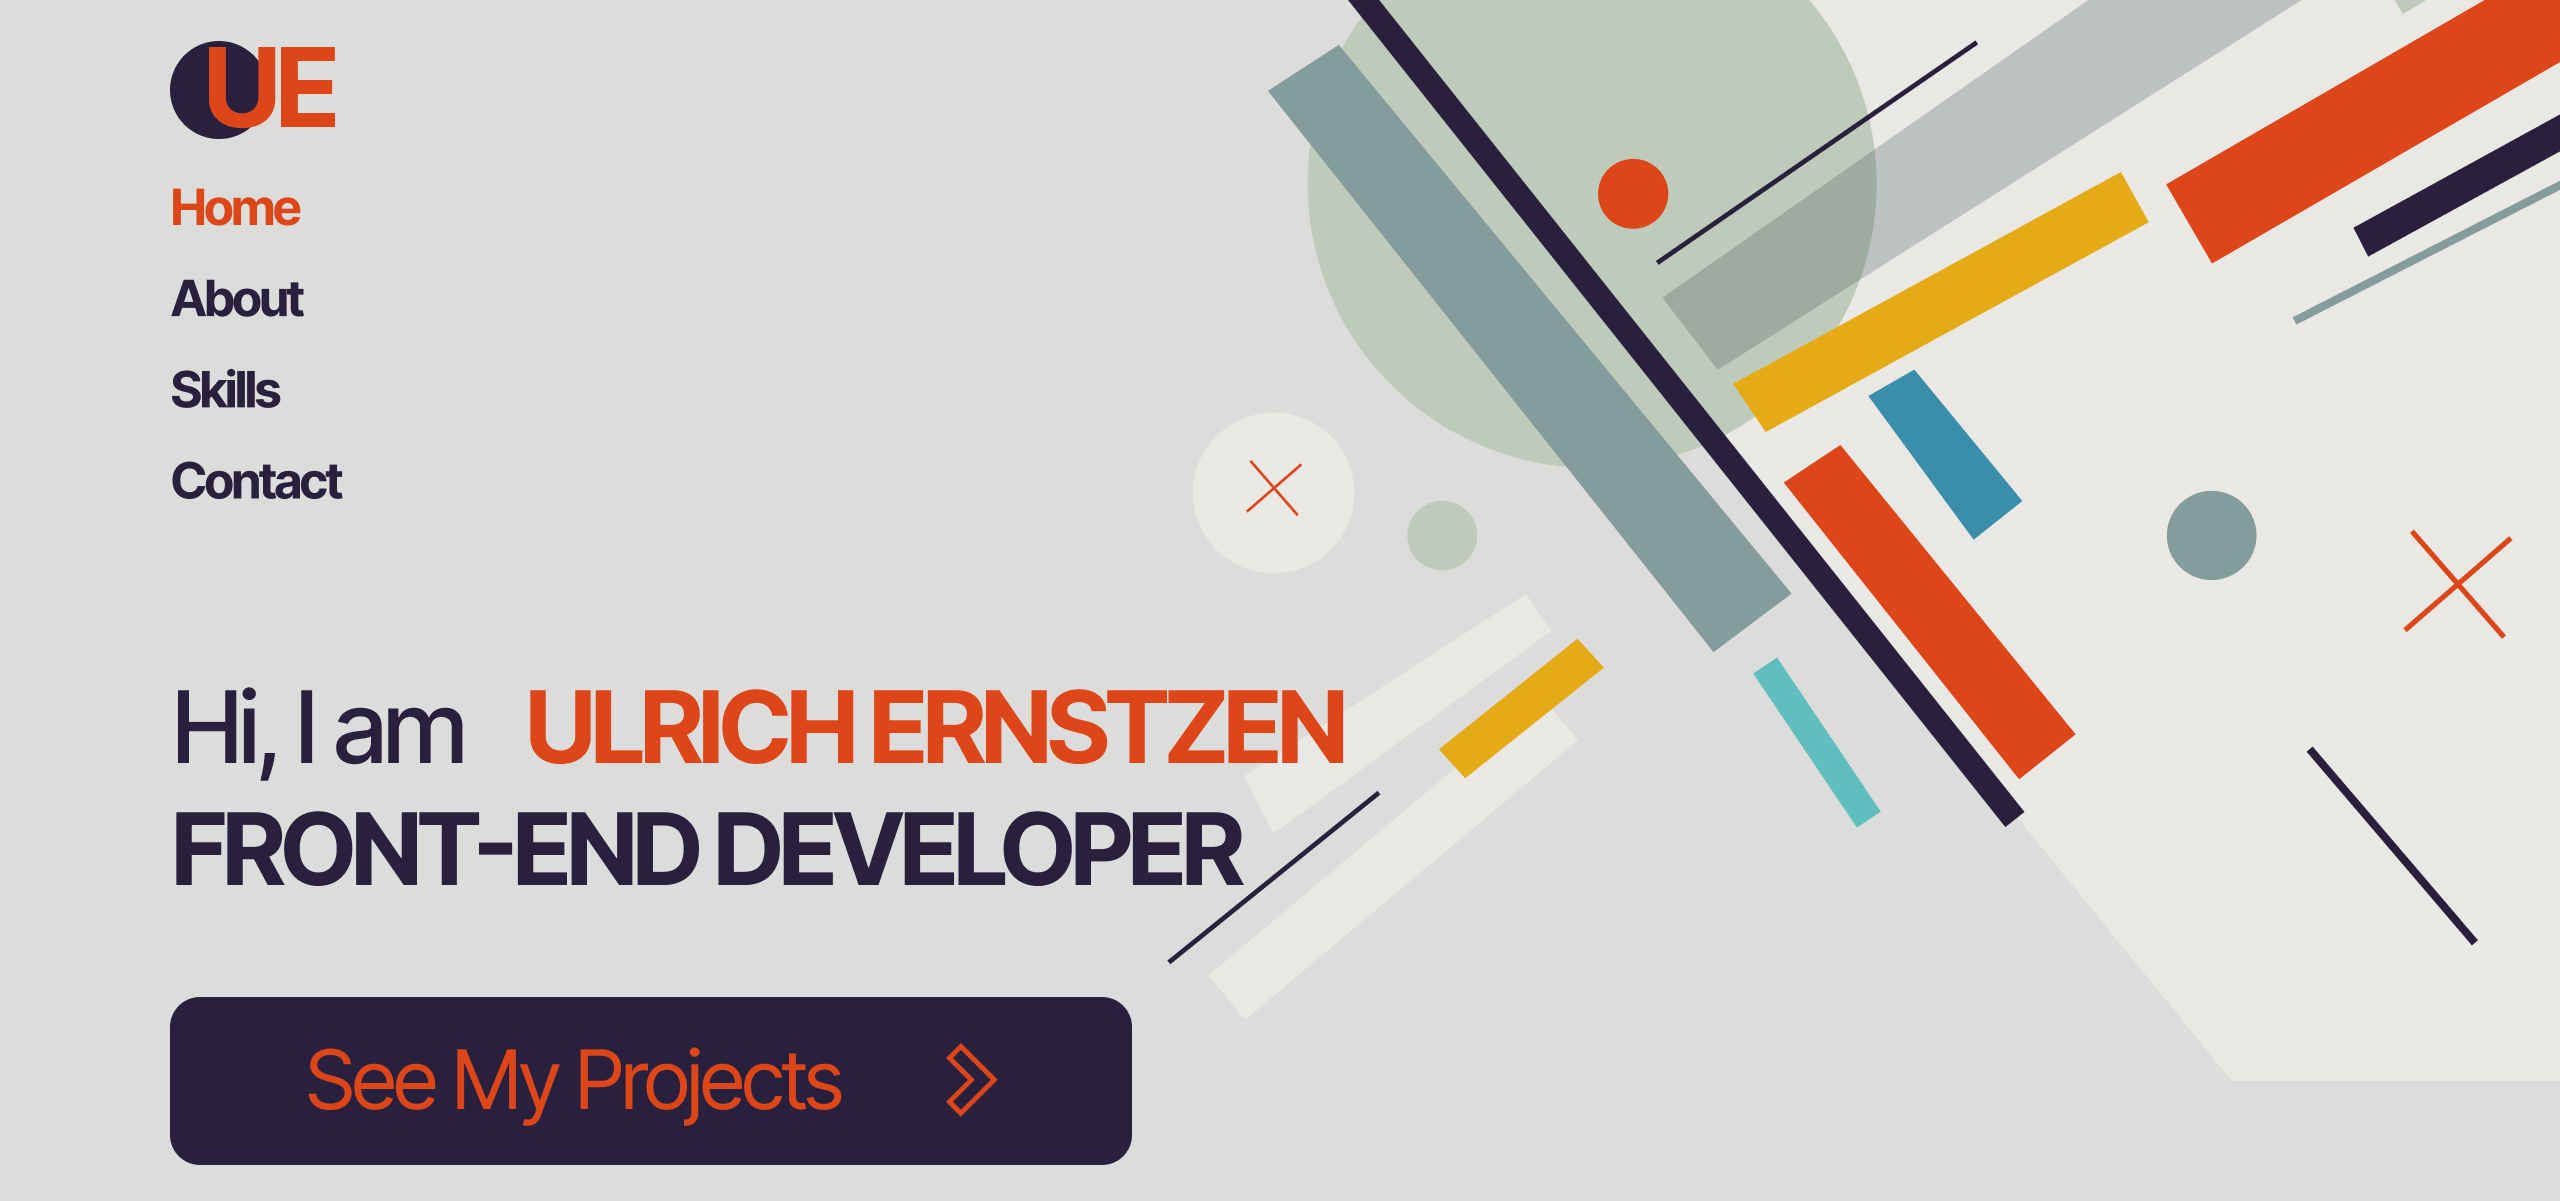 UE
Home
About
Skills
Contact
Hi, I am ULRICH ERNSTZEN
FRONT-END DEVELOPER
See My Projects